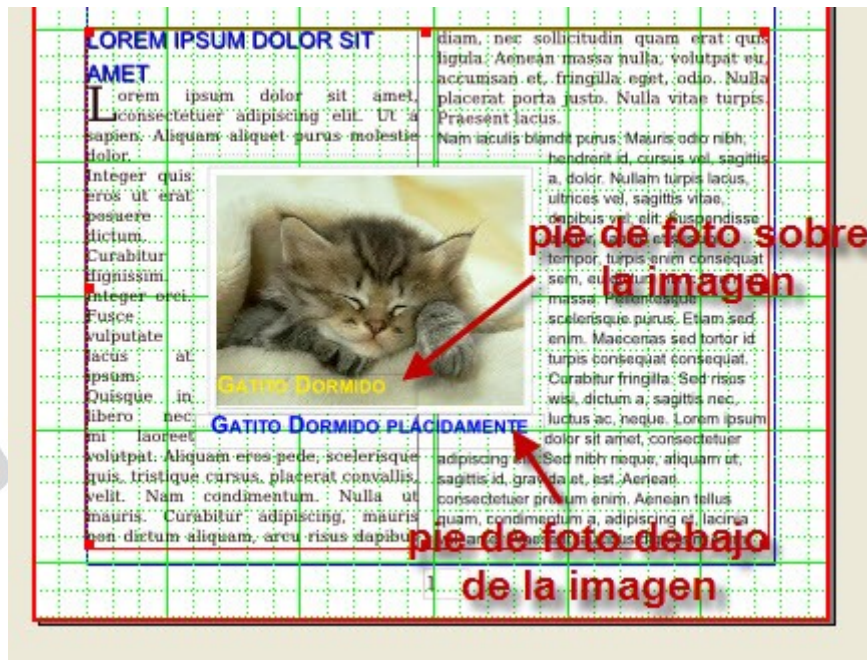 LOREM IPSUM DOLOR SIT
AMET
Lorem ipsum dolor sit amet,
consectetuer adipiscing elit. Ut a
sapien. Aliquam aliquet purus molestie
dolor.
Integer quis
eros ut erat
posuere
dictum.
Curabitur
dignissim.
Integer orci.
Fusce
vulputate
lacus at
ipsum.
Quisque in
libero nec
mi laoreet
volutpat. Aliquam eros pede, scelerisque
quis, tristique cursus, placerat convallis,
velit. Nam condimentum. Nulla ut
mauris. Curabitur adipiscing, mauris
non dictum aliquam, arcu risus dapibus
GATITO DORMIDO
GATITO DORMIDO PLÁCIDAMENTE
diam, nec sollicitudin quam erat quis
ligula. Aenean massa nulla, volutpat eu,
accumsan et, fringilla eget, odio. Nulla
placerat porta justo. Nulla vitae turpis.
Praesent lacus.
Nam iaculis blandit purus. Mauris odio nibh,
hendrerit id, cursus vel, sagittis
a, dolor. Nullam turpis lacus,
ultrices vel, sagittis vitae,
dapibus vel, elit. Suspendisse
tempor, turpis enim consequat
sem, eu
massa. Pellentesque
scelerisque purus. Etiam sed
enim. Maecenas sed tortor id
turpis consequat consequat.
Curabitur fringilla. Sed risus
wisi, dictum a, sagittis nec,
luctus ac, neque. Lorem ipsum
dolor sit amet, consectetuer
adipiscing Sed nibh neque, aliquam ut,
sagittis id, gravida et, est. Aenean
consectetuer pretium enim. Aenean tellus
quam, condimentum a, adipiscing et, lacinia
pie de foto sobre
la imagen
pie de foto debajo
de la imagen
1